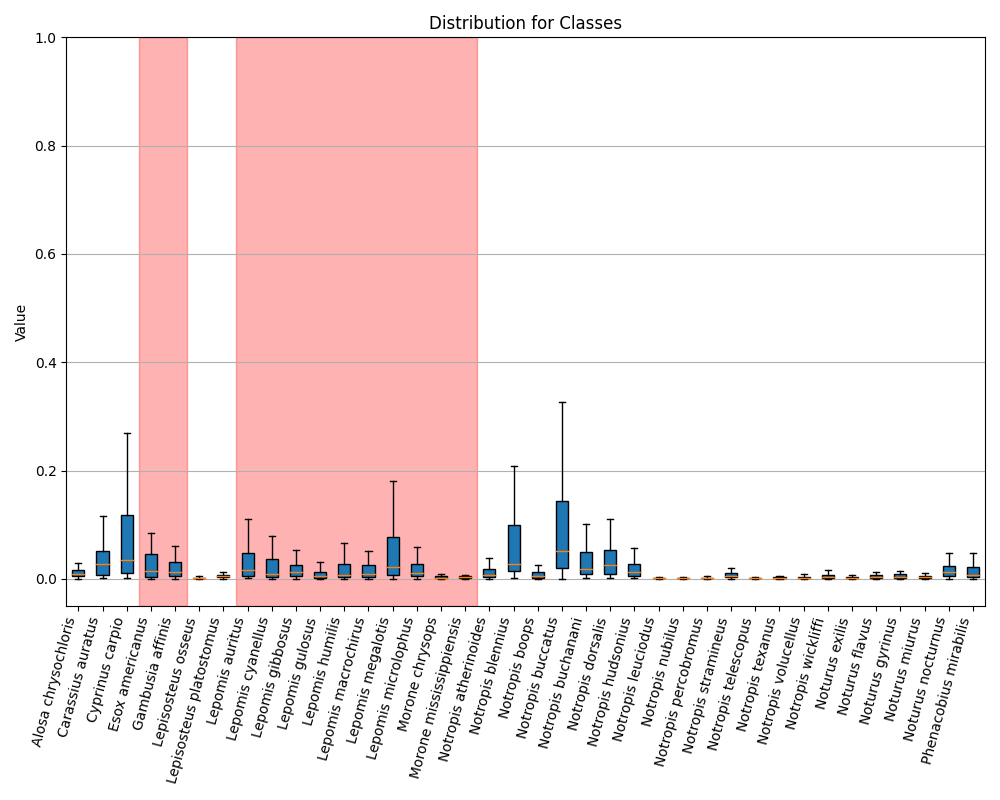 Distribution for Classes
Value
1.0
0.8
0.6
0.4
0.2
0.0
Alosa chrysochloris
Carassius auratus
Cyprinus carpio
Esox americanus
Gambusia affinis
Lepisosteus osseus
Lepisosteus platostomus
Lepomis auritus
Lepomis cyanellus
Lepomis gibbosus
Lepomis gulosus
Lepomis humilis
Lepomis macrochirus
Lepomis megalotis
Lepomis microlophus
Morone chrysops
Morone mississippiensis
Notropis atherinoides
Notropis blennius
Notropis boops
Notropis buccatus
Notropis buchanani
Notropis dorsalis
Notropis hudsonius
Notropis leuciodus
Notropis nubilus
Notropis percobromus
Notropis stramineus
Notropis telescopus
Notropis texanus
Notropis volucellus
Notropis wickliffi
Noturus exilis
Noturus flavus
Noturus gyrinus
Noturus miurus
Noturus nocturnus
Phenacobius mirabilis